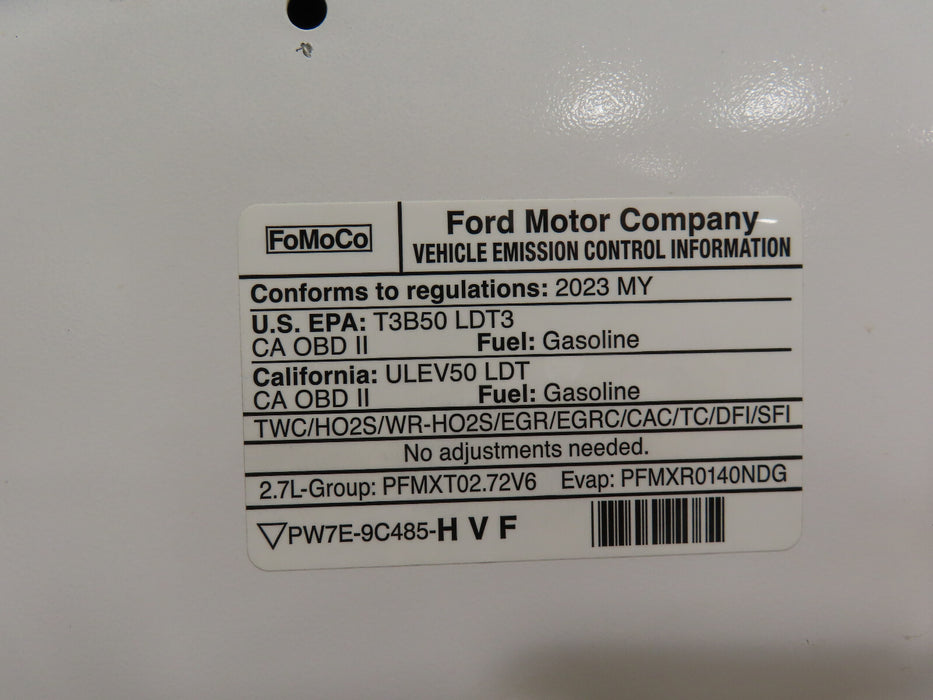 FoMoCo
Ford Motor Company
VEHICLE EMISSION CONTROL INFORMATION
Conforms to regulations: 2023 MY
U.S. EPA: T3B50 LDT3
CA OBD II Fuel: Gasoline
California: ULEV50 LDT
CA OBD II Fuel: Gasoline
TWC/HO2S/WR-HO2S/EGR/EGRC/CAC/TC/DFI/SFI
No adjustments needed.
2.7L-Group: PFMXT02.72V6 Evap: PFMXR0140NDG
PW7E-9C485-H V F